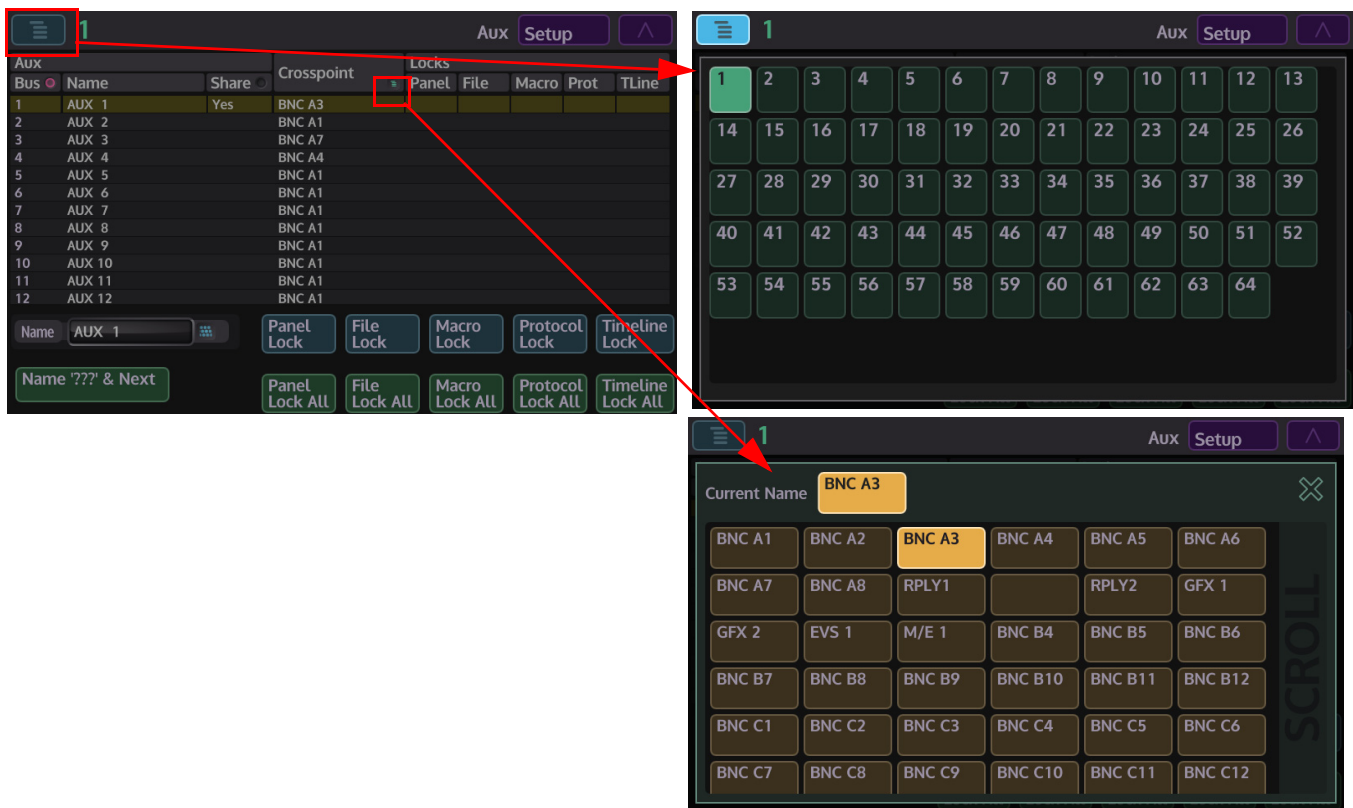 1
Aux Setup
Aux Crosspoint Locks
Bus Name Share Panel File Macro Prot TLine
1 AUX 1 Yes BNC A3
2 AUX 2 BNC A1
3 AUX 3 BNC A7
4 AUX 4 BNC A4
5 AUX 5 BNC A1
6 AUX 6 BNC A1
7 AUX 7 BNC A1
8 AUX 8 BNC A1
9 AUX 9 BNC A1
10 AUX 10 BNC A1
11 AUX 11 BNC A1
12 AUX 12 BNC A1
Name AUX 1
Panel Lock
File Lock
Macro Lock
Protocol Lock
Timeline Lock
Name '???' & Next
Panel Lock All
File Lock All
Macro Lock All
Protocol Lock All
Timeline Lock All
1
Aux Setup
1 2 3 4 5 6 7 8 9 10 11 12 13
14 15 16 17 18 19 20 21 22 23 24 25 26
27 28 29 30 31 32 33 34 35 36 37 38 39
40 41 42 43 44 45 46 47 48 49 50 51 52
53 54 55 56 57 58 59 60 61 62 63 64
1
Aux Setup
Current Name BNC A3
BNC A1 BNC A2 BNC A3 BNC A4 BNC A5 BNC A6
BNC A7 BNC A8 RPLY1 RPLY2 GFX 1
GFX 2 EVS 1 M/E 1 BNC B4 BNC B5 BNC B6
BNC B7 BNC B8 BNC B9 BNC B10 BNC B11 BNC B12
BNC C1 BNC C2 BNC C3 BNC C4 BNC C5 BNC C6
BNC C7 BNC C8 BNC C9 BNC C10 BNC C11 BNC C12
SCROLL